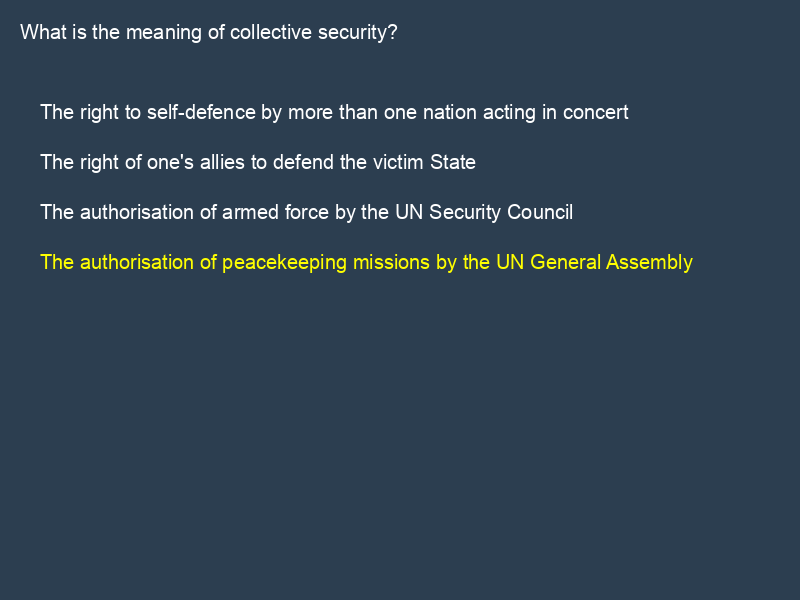 What is the meaning of collective security?
The right to self-defence by more than one nation acting in concert
The right of one's allies to defend the victim State
The authorisation of armed force by the UN Security Council
The authorisation of peacekeeping missions by the UN General Assembly